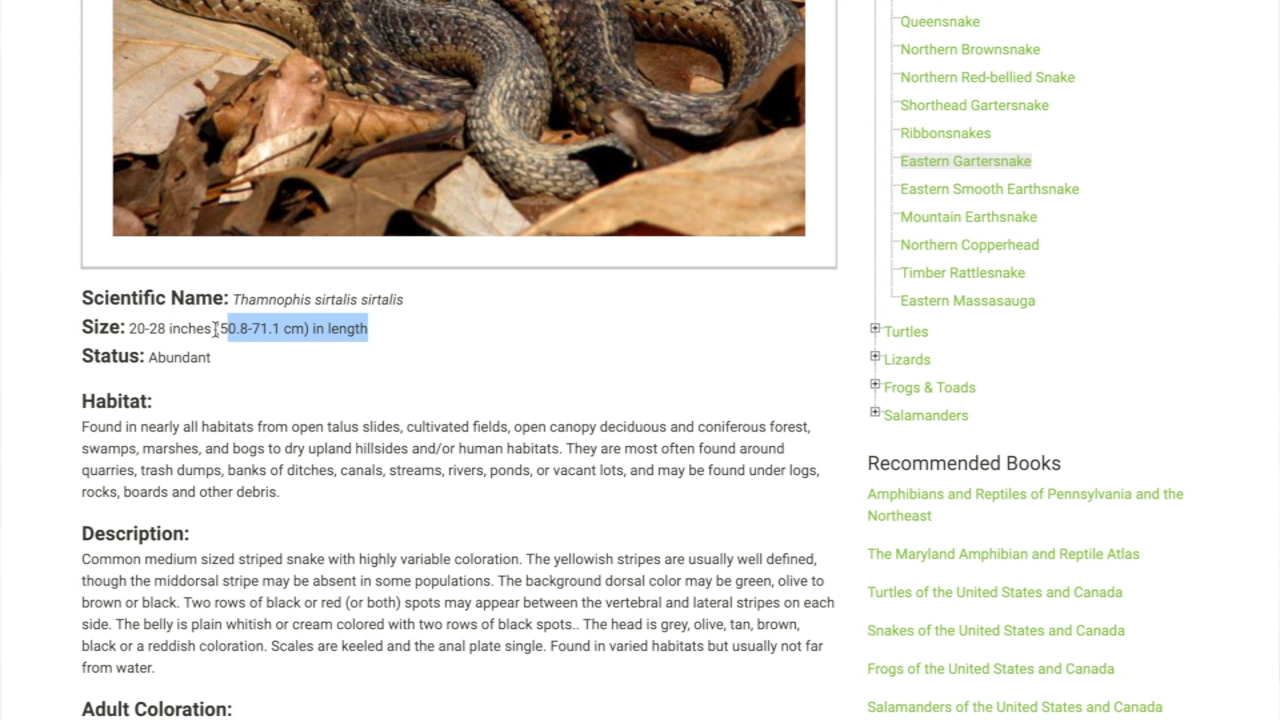 Scientific Name: Thamnophis sirtalis sirtalis
Size: 20-28 inches (50.8-71.1 cm) in length
Status: Abundant
Habitat:
Found in nearly all habitats from open talus slides, cultivated fields, open canopy deciduous and coniferous forest,
swamps, marshes, and bogs to dry upland hillsides and/or human habitats. They are most often found around
quarries, trash dumps, banks of ditches, canals, streams, rivers, ponds, or vacant lots, and may be found under logs,
rocks, boards and other debris.
Description:
Common medium sized striped snake with highly variable coloration. The yellowish stripes are usually well defined,
though the middorsal stripe may be absent in some populations. The background dorsal color may be green, olive to
brown or black. Two rows of black or red (or both) spots may appear between the vertebral and lateral stripes on each
side. The belly is plain whitish or cream colored with two rows of black spots.. The head is grey, olive, tan, brown,
black or a reddish coloration. Scales are keeled and the anal plate single. Found in varied habitats but usually not far
from water.
Adult Coloration:
Queensnake
Northern Brownsnake
Northern Red-bellied Snake
Shorthead Gartersnake
Ribbonsnakes
Eastern Gartersnake
Eastern Smooth Earthsnake
Mountain Earthsnake
Northern Copperhead
Timber Rattlesnake
Eastern Massasauga
Turtles
Lizards
Frogs & Toads
Salamanders
Recommended Books
Amphibians and Reptiles of Pennsylvania and the
Northeast
The Maryland Amphibian and Reptile Atlas
Turtles of the United States and Canada
Snakes of the United States and Canada
Frogs of the United States and Canada
Salamanders of the United States and Canada